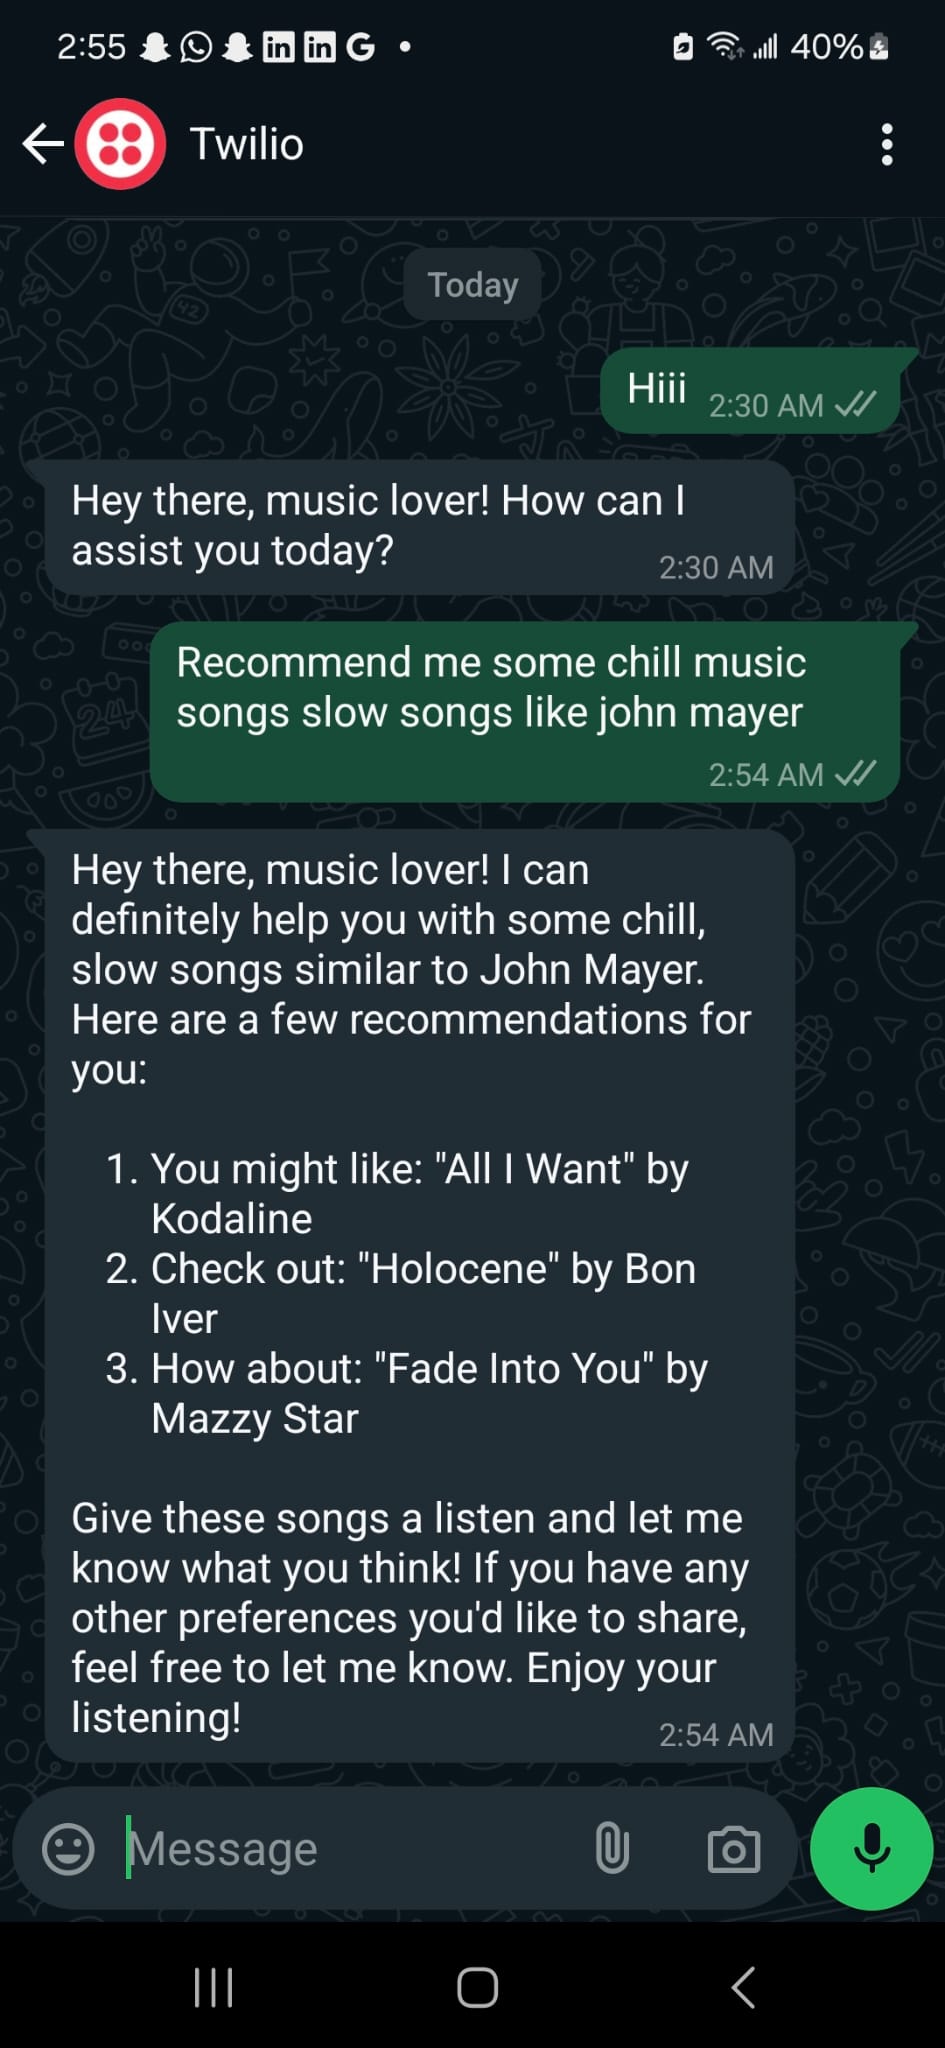 2:55 in in G 40%
Twilio
Today
Hiii 2:30 AM
Hey there, music lover! How can I
assist you today?
2:30 AM
Recommend me some chill music
songs slow songs like john mayer
2:54 AM
Hey there, music lover! I can
definitely help you with some chill,
slow songs similar to John Mayer.
Here are a few recommendations for
you:
1. You might like: "All I Want" by
Kodaline
2. Check out: "Holocene" by Bon
Iver
3. How about: "Fade Into You" by
Mazzy Star
Give these songs a listen and let me
know what you think! If you have any
other preferences you'd like to share,
feel free to let me know. Enjoy your
listening!
2:54 AM
Message